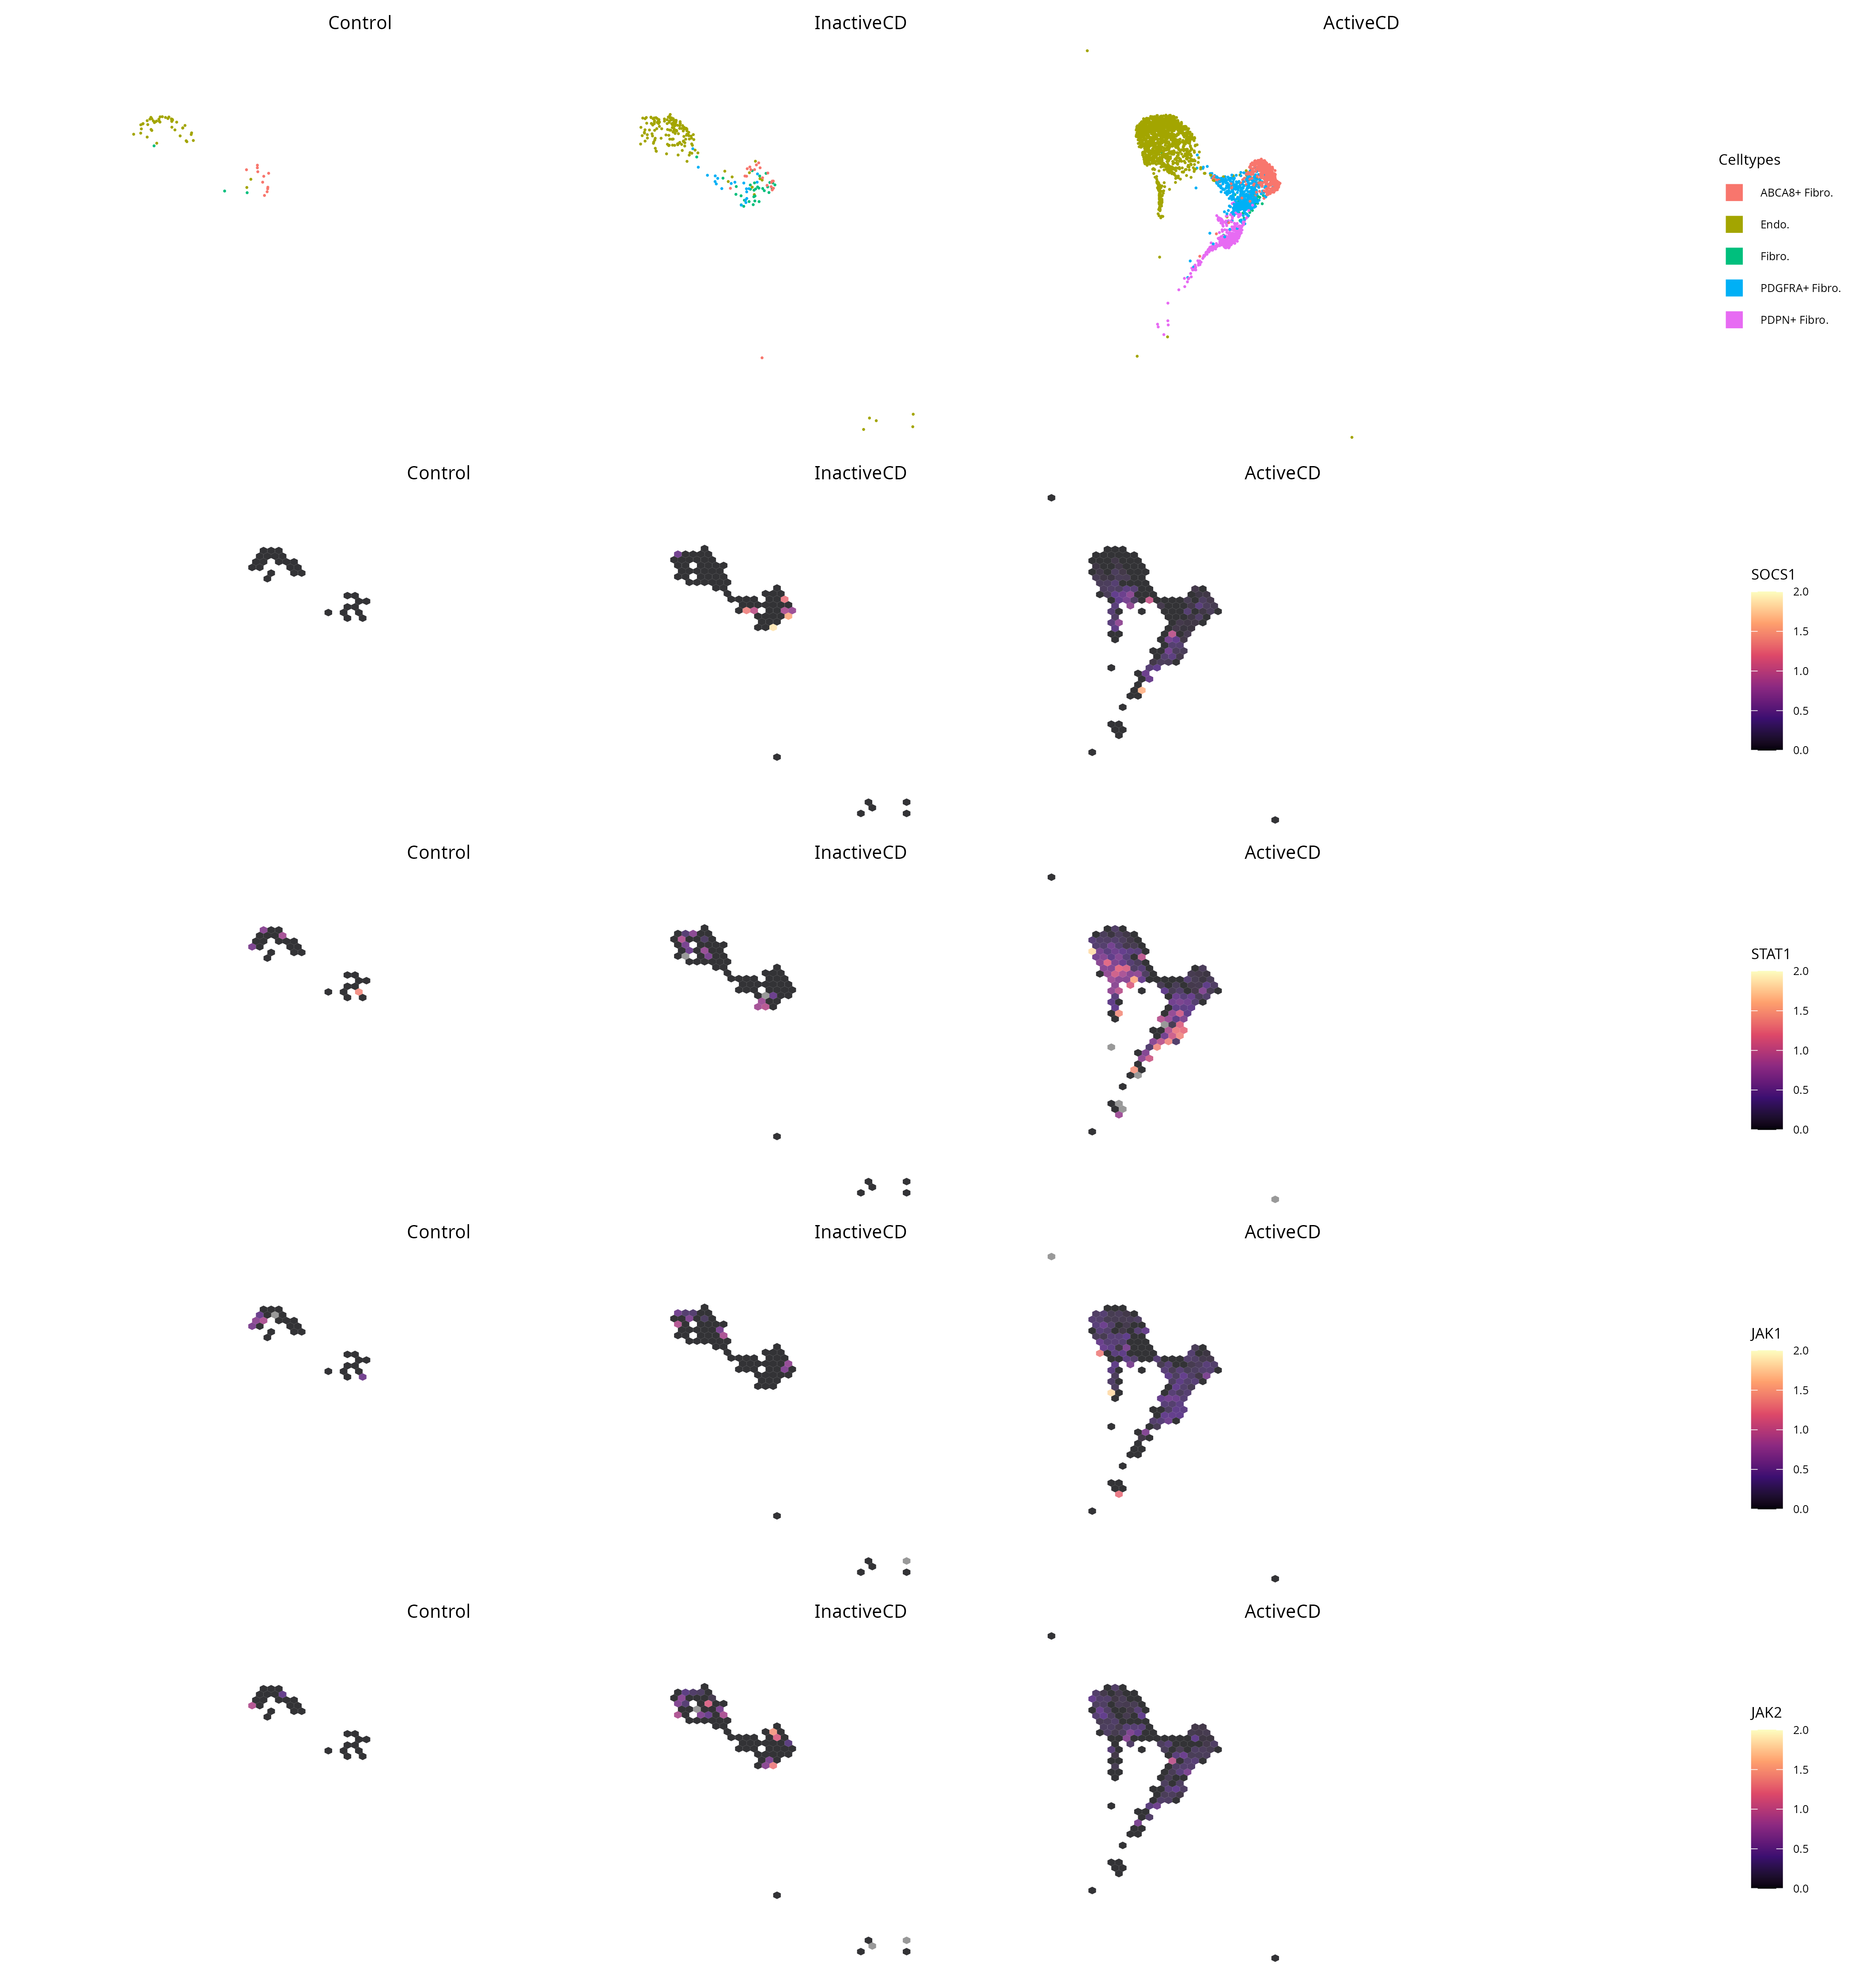 Control InactiveCD ActiveCD
Celltypes
ABCA8+ Fibro.
Endo.
Fibro.
PDGFRA+ Fibro.
PDPN+ Fibro.
Control InactiveCD ActiveCD
SOCS1
2.0
1.5
1.0
0.5
0.0
Control InactiveCD ActiveCD
STAT1
2.0
1.5
1.0
0.5
0.0
Control InactiveCD ActiveCD
JAK1
2.0
1.5
1.0
0.5
0.0
Control InactiveCD ActiveCD
JAK2
2.0
1.5
1.0
0.5
0.0